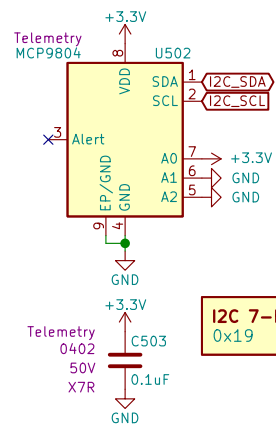 +3.3V
Telemetry
MCP9804
U502
8
VDD
SDA
1
I2C_SDA
SCL
2
I2C_SCL
3
Alert
A0
7
+3.3V
A1
6
GND
A2
5
GND
EP/GND
GND
9
4
GND
+3.3V
Telemetry
0402
50V
X7R
C503
0.1uF
GND
I2C 7-
0x19